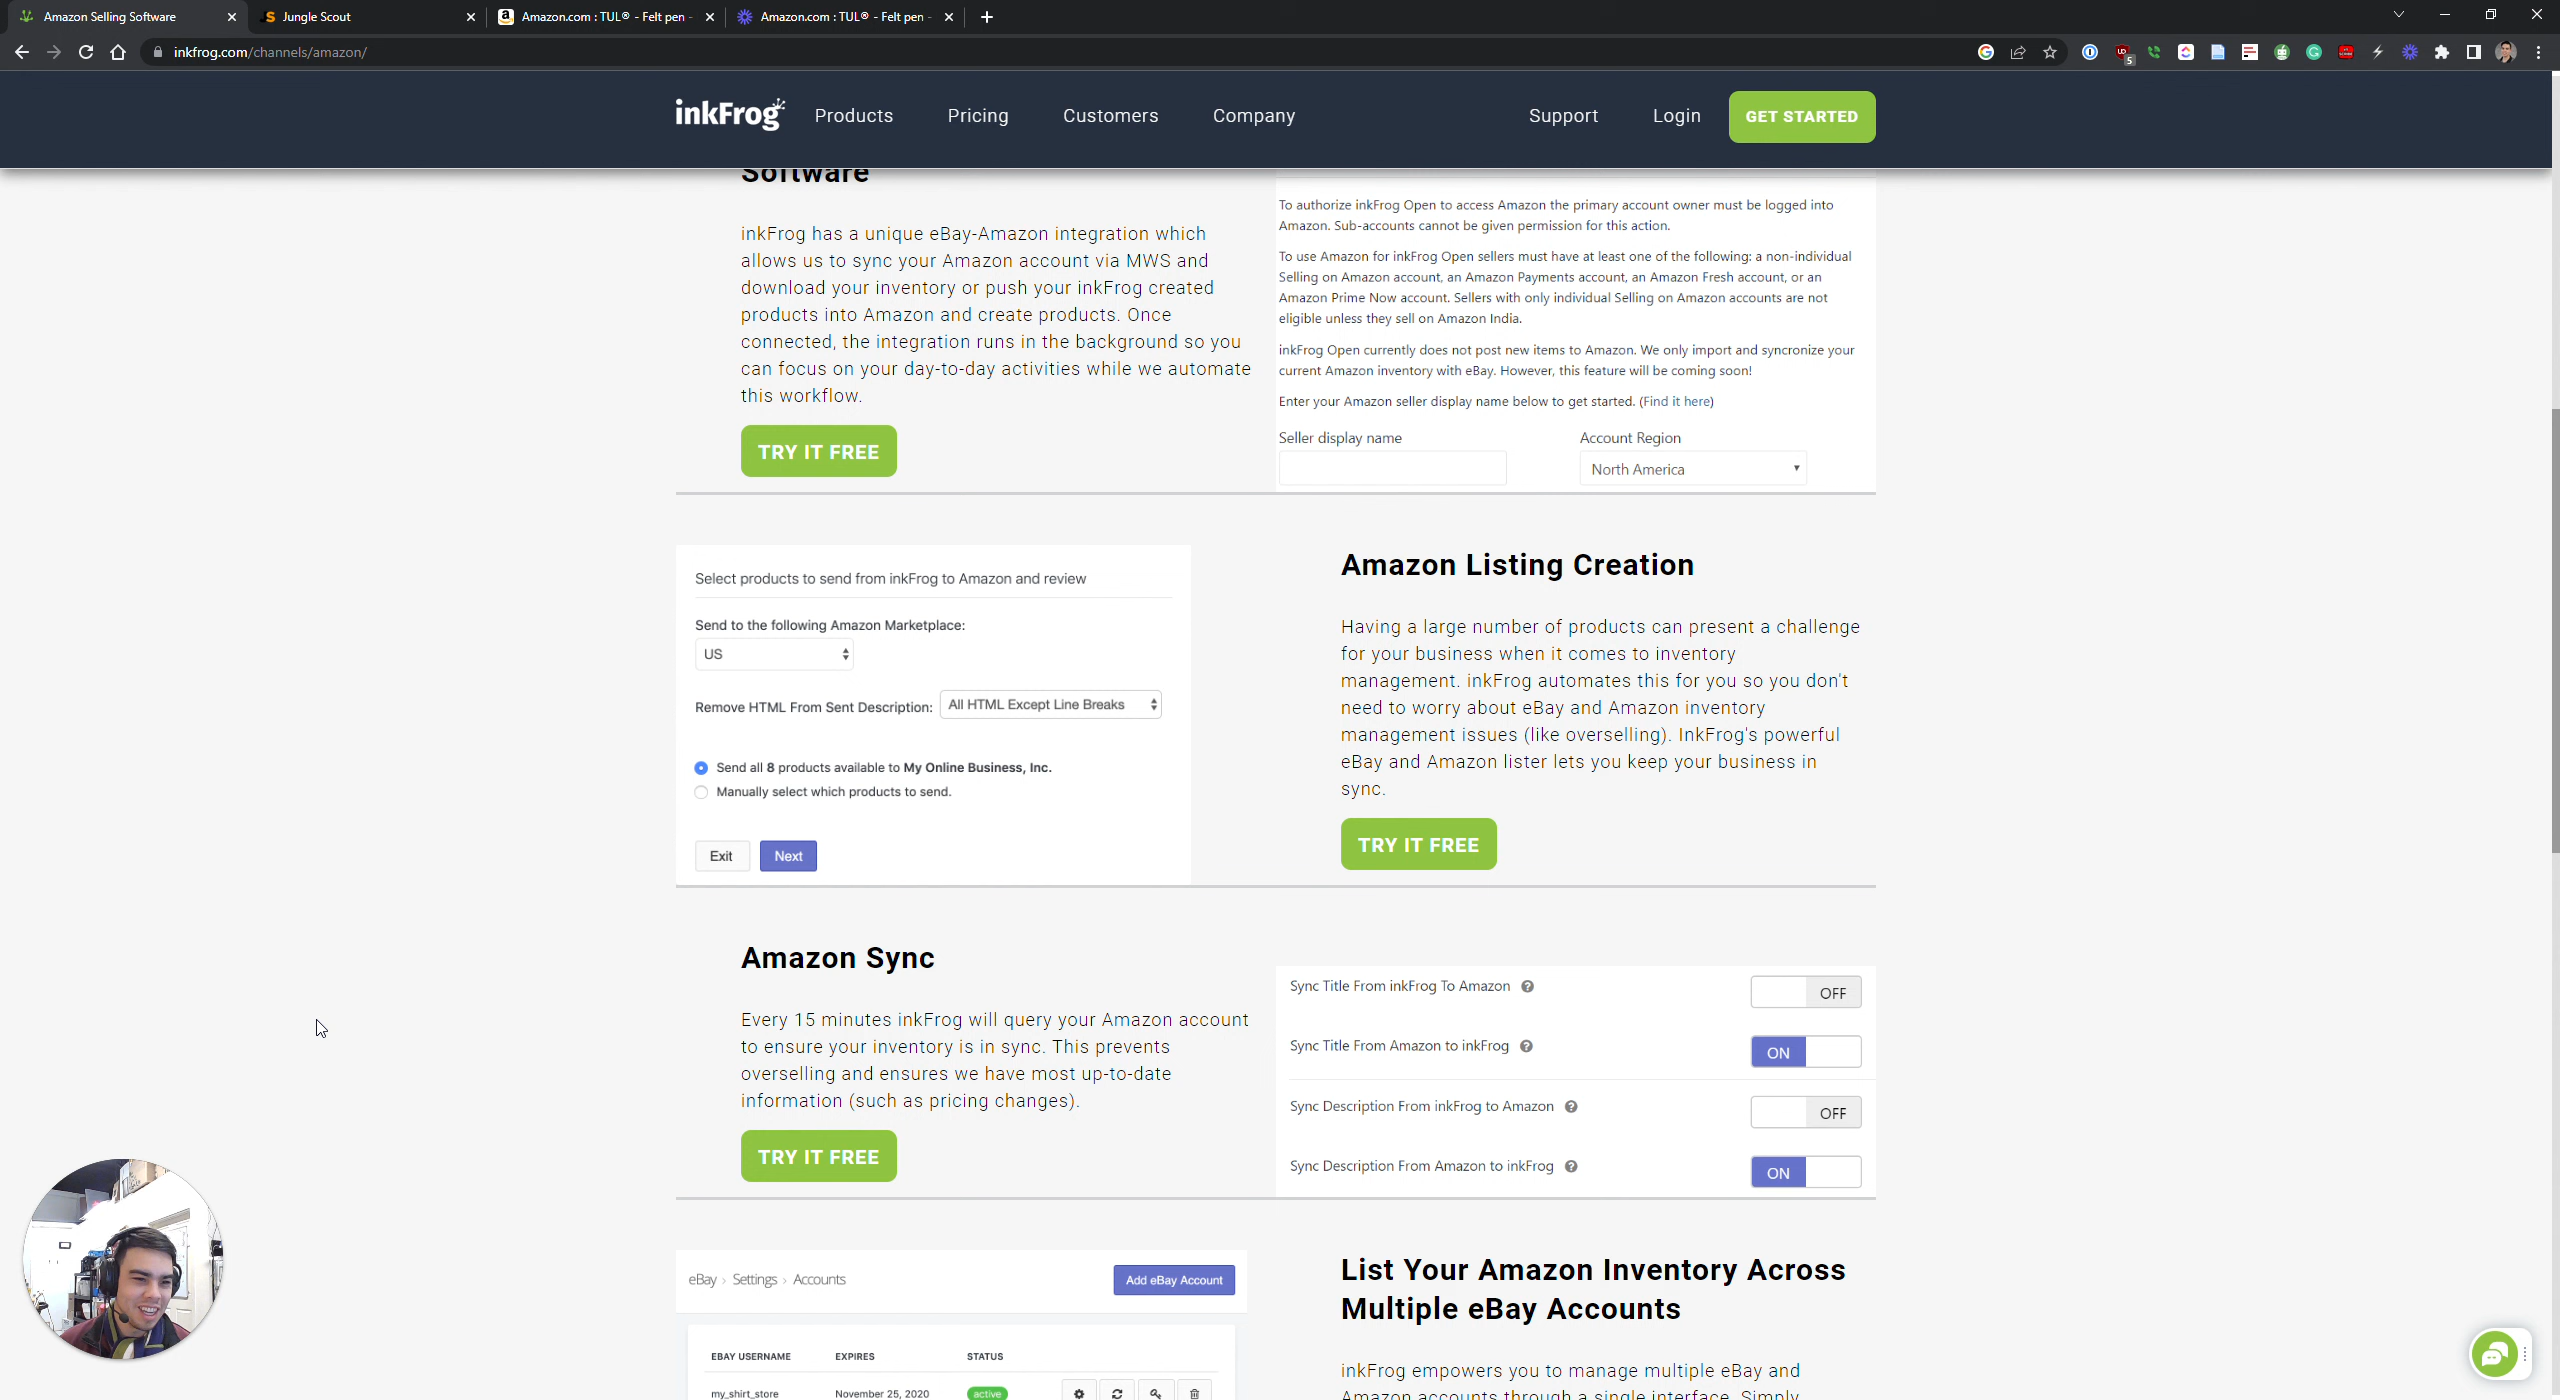 Amazon Selling Software
Jungle Scout
Amazon.com : TUL® - Felt pen -
Amazon.com : TUL® - Felt pen -
inkfrog.com/channels/amazon/
5
inkFrog
Products
Pricing
Customers
Company
Support
Login
GET STARTED
Software
inkFrog has a unique eBay-Amazon integration which
allows us to sync your Amazon account via MWS and
download your inventory or push your inkFrog created
products into Amazon and create products. Once
connected, the integration runs in the background so you
can focus on your day-to-day activities while we automate
this workflow.
TRY IT FREE
To authorize inkFrog Open to access Amazon the primary account owner must be logged into
Amazon. Sub-accounts cannot be given permission for this action.
To use Amazon for inkFrog Open sellers must have at least one of the following: a non-individual
Selling on Amazon account, an Amazon Payments account, an Amazon Fresh account, or an
Amazon Prime Now account. Sellers with only individual Selling on Amazon accounts are not
eligible unless they sell on Amazon India.
inkFrog Open currently does not post new items to Amazon. We only import and syncronize your
current Amazon inventory with eBay. However, this feature will be coming soon!
Enter your Amazon seller display name below to get started. (Find it here)
Seller display name
Account Region
North America
Select products to send from inkFrog to Amazon and review
Send to the following Amazon Marketplace:
US
Remove HTML From Sent Description: All HTML Except Line Breaks
Send all 8 products available to My Online Business, Inc.
Manually select which products to send.
Exit
Next
Amazon Listing Creation
Having a large number of products can present a challenge
for your business when it comes to inventory
management. inkFrog automates this for you so you don't
need to worry about eBay and Amazon inventory
management issues (like overselling). InkFrog's powerful
eBay and Amazon lister lets you keep your business in
sync.
TRY IT FREE
Amazon Sync
Every 15 minutes inkFrog will query your Amazon account
to ensure your inventory is in sync. This prevents
overselling and ensures we have most up-to-date
information (such as pricing changes).
TRY IT FREE
Sync Title From inkFrog To Amazon
OFF
Sync Title From Amazon to inkFrog
ON
Sync Description From inkFrog to Amazon
OFF
Sync Description From Amazon to inkFrog
ON
eBay › Settings › Accounts
Add eBay Account
EBAY USERNAME
EXPIRES
STATUS
my_shirt_store
November 25, 2020
active
List Your Amazon Inventory Across
Multiple eBay Accounts
inkFrog empowers you to manage multiple eBay and
Amazon accounts through a single interface. Simply